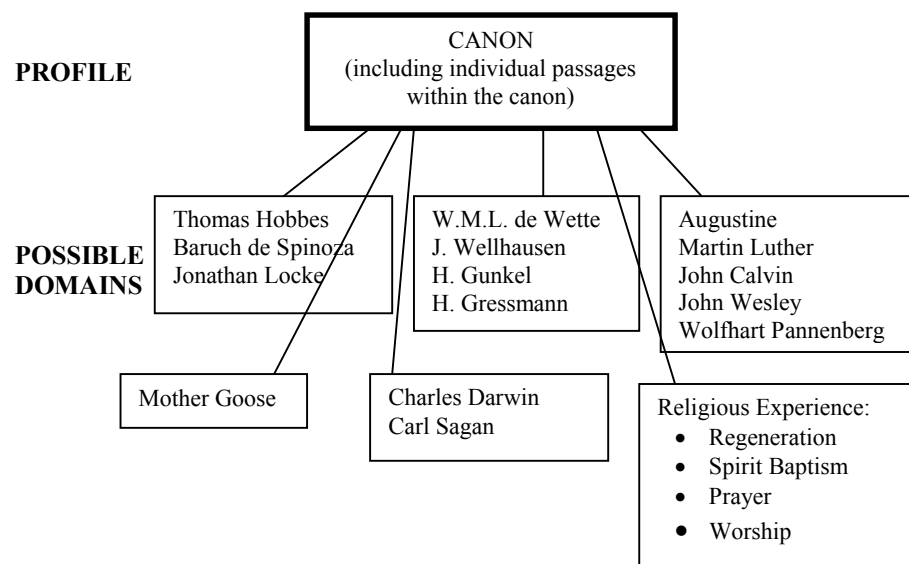 PROFILE
CANON
(including individual passages
within the canon)
POSSIBLE
DOMAINS
Thomas Hobbes
Baruch de Spinoza
Jonathan Locke
W.M.L. de Wette
J. Wellhausen
H. Gunkel
H. Gressmann
Augustine
Martin Luther
John Calvin
John Wesley
Wolfhart Pannenberg
Mother Goose
Charles Darwin
Carl Sagan
Religious Experience:
• Regeneration
• Spirit Baptism
• Prayer
• Worship